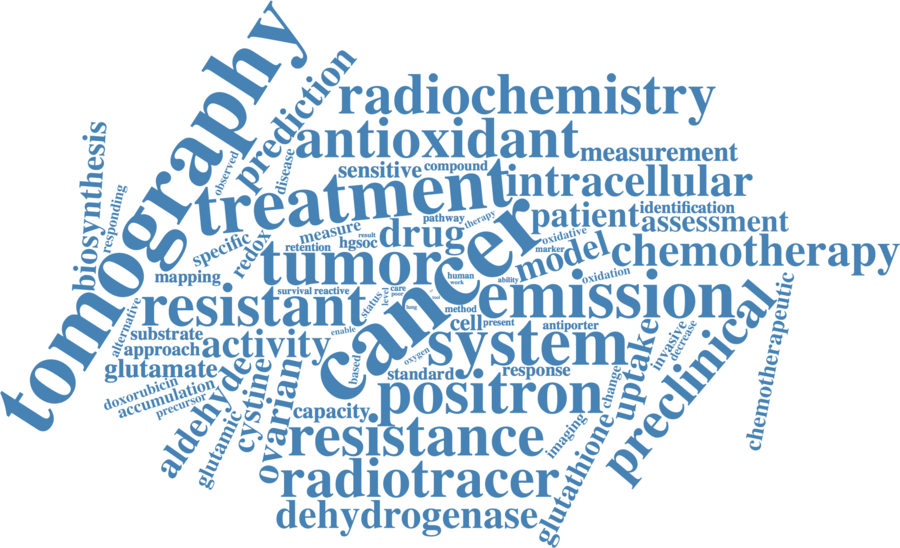 tomography
prediction
radiochemistry
antioxidant
measurement
biosynthesis
responding
observed
disease
sensitive
compound
treatment
intracellular
patient
identification
assessment
pathway
therapy
measure
result
drug
specific
redox
retention
hgsoc
cancer
oxidative
marker
model
chemotherapy
mapping
tumor
human
work
ability
oxidation
emission
survival
reactive
status
level
care
poor
lung
resistant
method
alternative
substrate
approach
activity
enable
cell
present
antiporter
system
invasive
decrease
preclinical
chemotherapeutic
glutamate
based
oxygen
standard
response
change
uptake
doxorubicin
accumulation
precursor
aldehyde
glutamic
cystine
ovarian
capacity
positron
imaging
resistance
glutathione
radiotracer
dehydrogenase